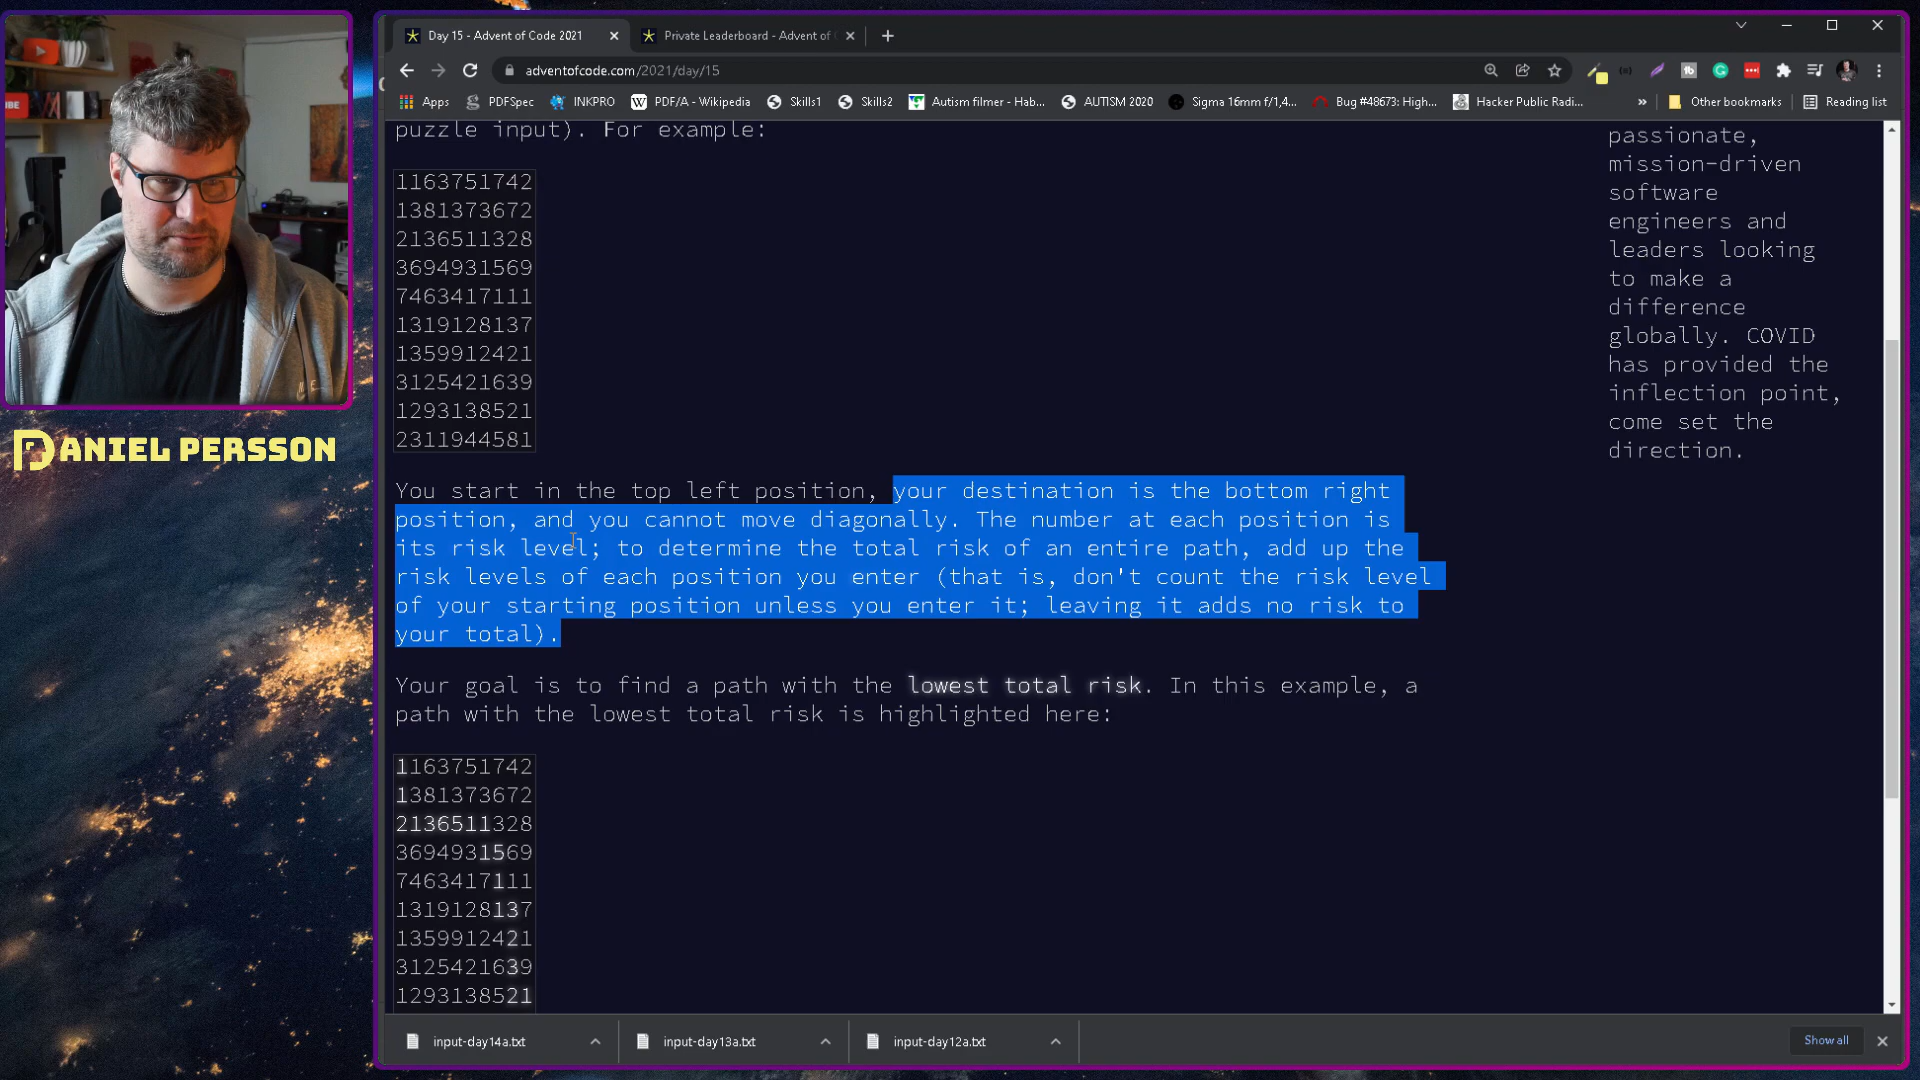 Day 15 - Advent of Code 2021
Private Leaderboard - Advent of
adventofcode.com/2021/day/15
Apps
PDFSpec
INKPRO
PDF/A - Wikipedia
Skills1
Skills2
Autism filmer - Hab...
AUTISM 2020
Sigma 16mm f/1,4...
Bug #48673: High...
Hacker Public Radi...
»
Other bookmarks
Reading list
puzzle input). For example:
1163751742
1381373672
2136511328
3694931569
7463417111
1319128137
1359912421
3125421639
1293138521
2311944581
You start in the top left position, your destination is the bottom right
position, and you cannot move diagonally. The number at each position is
its risk level; to determine the total risk of an entire path, add up the
risk levels of each position you enter (that is, don't count the risk level
of your starting position unless you enter it; leaving it adds no risk to
your total).
Your goal is to find a path with the lowest total risk. In this example, a
path with the lowest total risk is highlighted here:
1163751742
1381373672
2136511328
3694931569
7463417111
1319128137
1359912421
3125421639
1293138521
passionate,
mission-driven
software
engineers and
leaders looking
to make a
difference
globally. COVID
has provided the
inflection point,
come set the
direction.
DANIEL PERSSON
input-day14a.txt
input-day13a.txt
input-day12a.txt
Show all